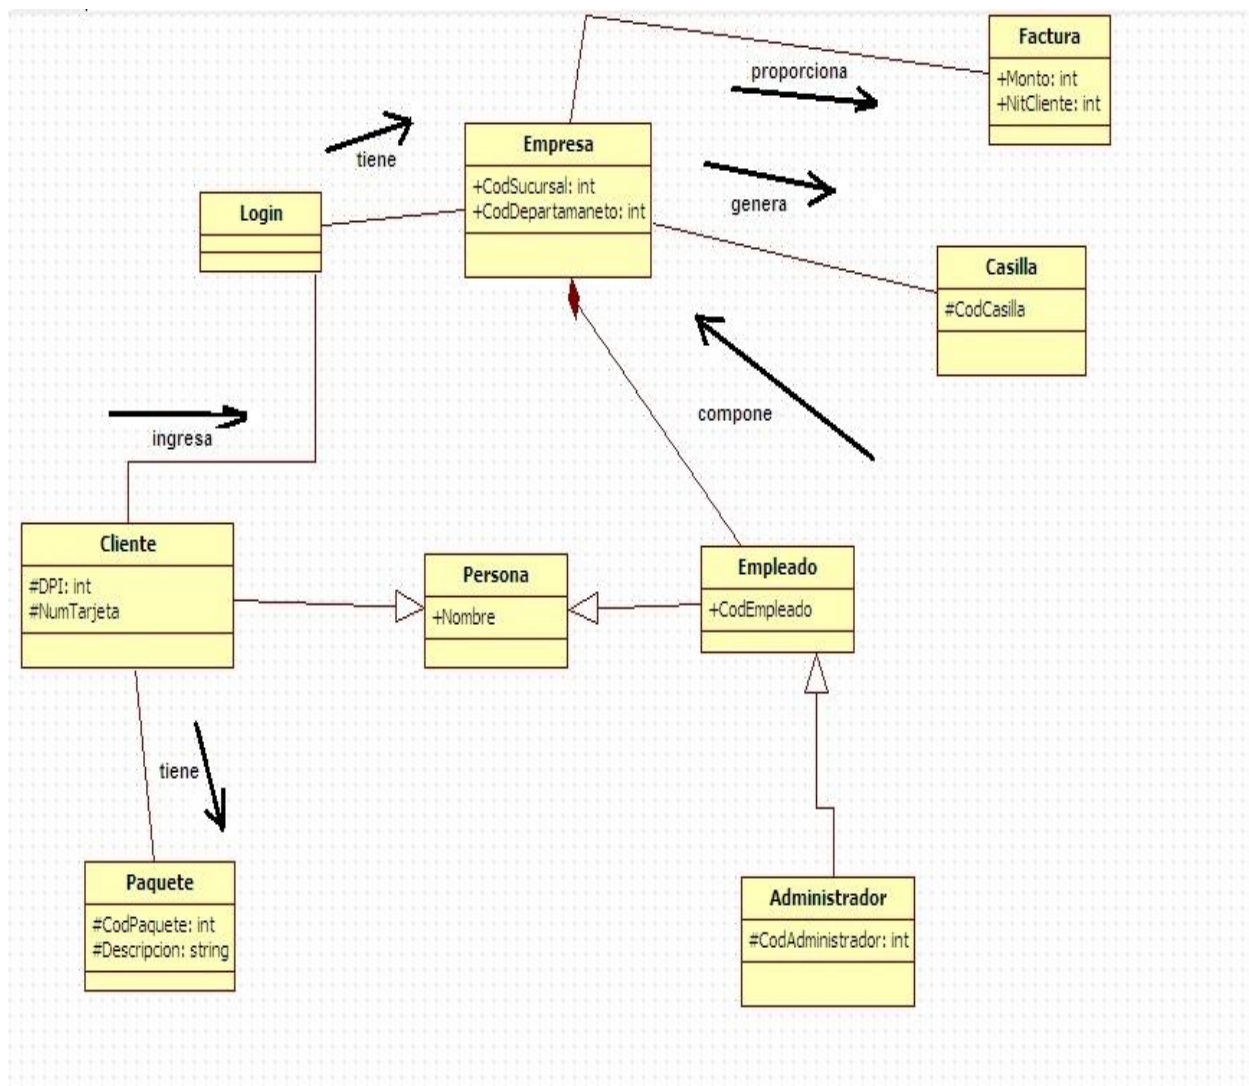 Factura
+Monto: int
+NitCliente: int
proporciona
Empresa
+CodSucursal: int
+CodDepartamaneto: int
tiene
genera
Login
Casilla
#CodCasilla
compone
ingresa
Cliente
#DPI: int
#NumTarjeta
Persona
+Nombre
Empleado
+CodEmpleado
tiene
Paquete
#CodPaquete: int
#Descripcion: string
Administrador
#CodAdministrador: int